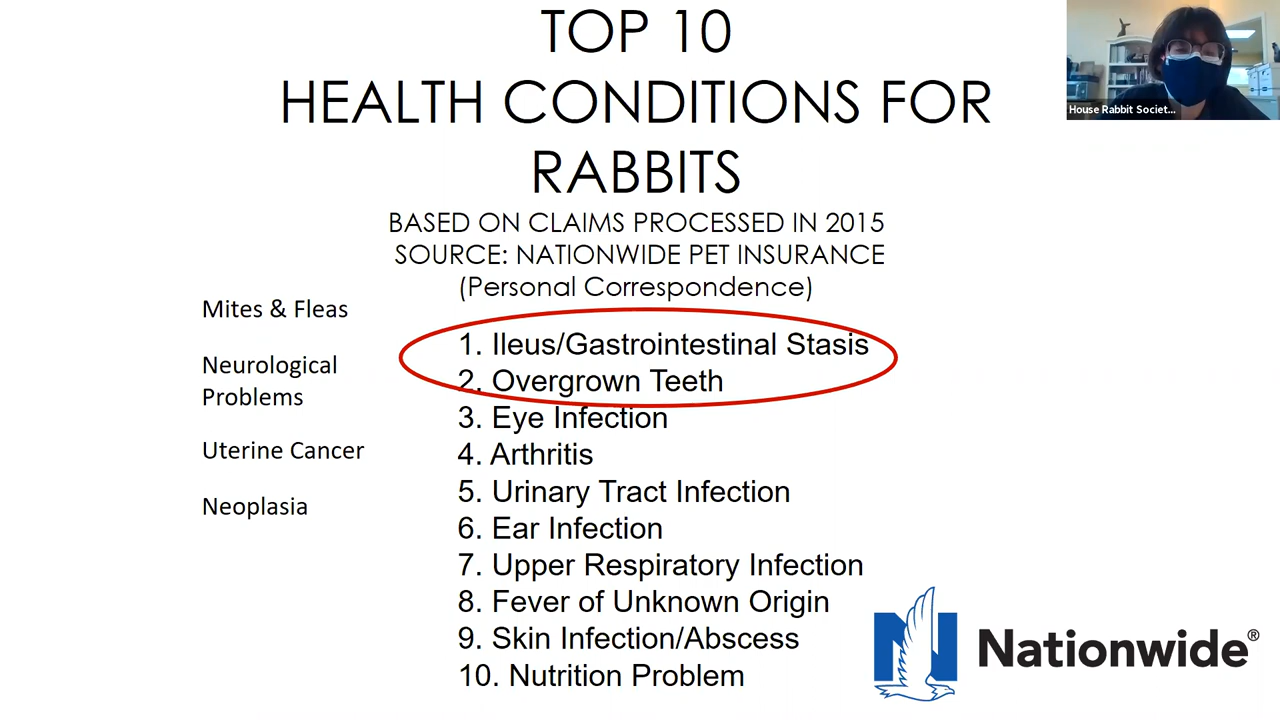 TOP 10
HEALTH CONDITIONS FOR
RABBITS
BASED ON CLAIMS PROCESSED IN 2015
SOURCE: NATIONWIDE PET INSURANCE
(Personal Correspondence)
House Rabbit Societ...
Mites & Fleas
Neurological
Problems
Uterine Cancer
Neoplasia
1. Ileus/Gastrointestinal Stasis
2. Overgrown Teeth
3. Eye Infection
4. Arthritis
5. Urinary Tract Infection
6. Ear Infection
7. Upper Respiratory Infection
8. Fever of Unknown Origin
9. Skin Infection/Abscess
10. Nutrition Problem
N
Nationwide®